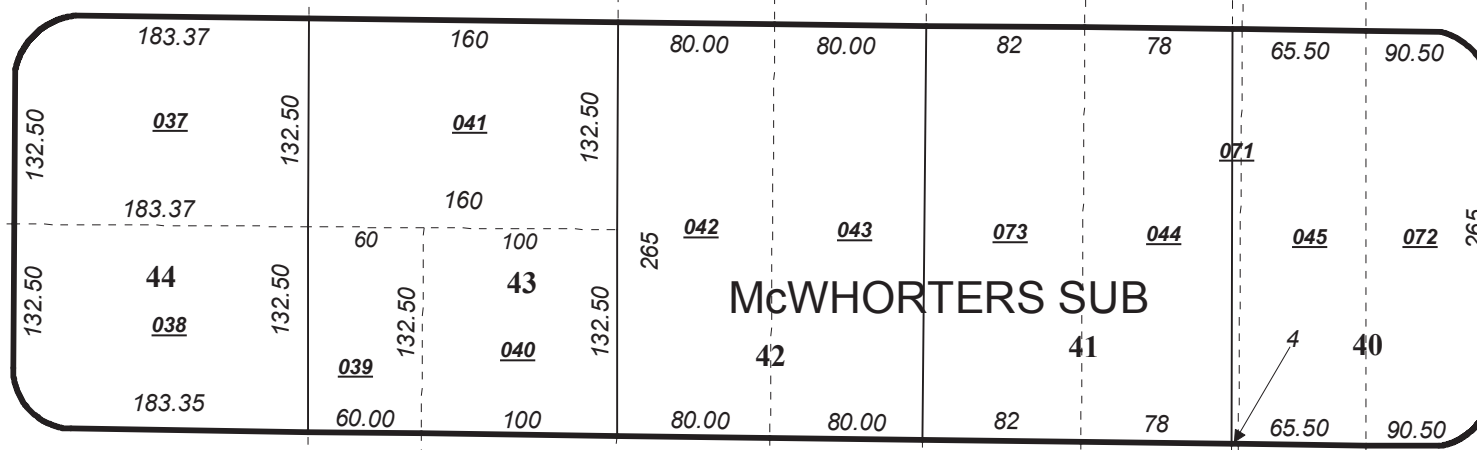 183.37 160 80.00 80.00 82 78 65.50 90.50
132.50 037 132.50 041 132.50 071
183.37 160
60 100 265 042 043 073 044 045 072 265
132.50 44 038 132.50 132.50 43 132.50
McWHORTERS SUB
039 040 42 41 4 40
183.35 60.00 100 80.00 80.00 82 78 65.50 90.50